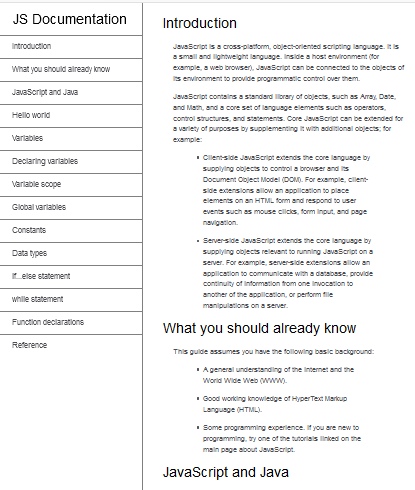 JS Documentation
Introduction
What you should already know
JavaScript and Java
Hello world
Variables
Declaring variables
Variable scope
Global variables
Constants
Data types
if...else statement
while statement
Function declarations
Reference
Introduction
JavaScript is a cross-platform, object-oriented scripting language. It is
a small and lightweight language. Inside a host environment (for
example, a web browser), JavaScript can be connected to the objects of
its environment to provide programmatic control over them.
JavaScript contains a standard library of objects, such as Array, Date,
and Math, and a core set of language elements such as operators,
control structures, and statements. Core JavaScript can be extended for
a variety of purposes by supplementing it with additional objects; for
example:
Client-side JavaScript extends the core language by
supplying objects to control a browser and its
Document Object Model (DOM). For example, client-
side extensions allow an application to place
elements on an HTML form and respond to user
events such as mouse clicks, form input, and page
navigation.
Server-side JavaScript extends the core language by
supplying objects relevant to running JavaScript on a
server. For example, server-side extensions allow an
application to communicate with a database, provide
continuity of information from one invocation to
another of the application, or perform file
manipulations on a server.
What you should already know
This guide assumes you have the following basic background:
A general understanding of the Internet and the
World Wide Web (WWW).
Good working knowledge of HyperText Markup
Language (HTML).
Some programming experience. If you are new to
programming, try one of the tutorials linked on the
main page about JavaScript.
JavaScript and Java